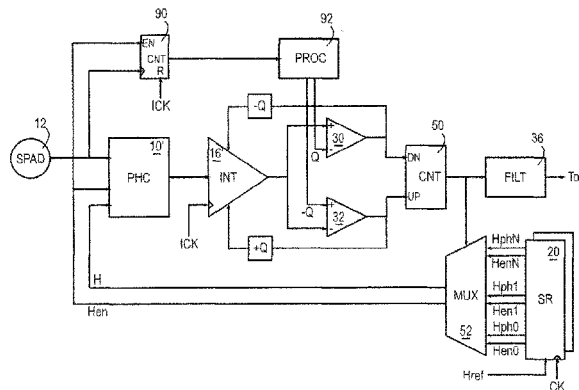 90
92
EN
CNT
R
PROC
ICK
12
-Q
50
SPAD
10'
PHC
16
INT
+
30
-
Q
DN
CNT
UP
36
FILT
To
-Q
+
32
-
ICK
+Q
H
Hen
MUX
52
HphN
HenN
Hph1
Hen1
Hph0
Hen0
20
SR
Href
CK